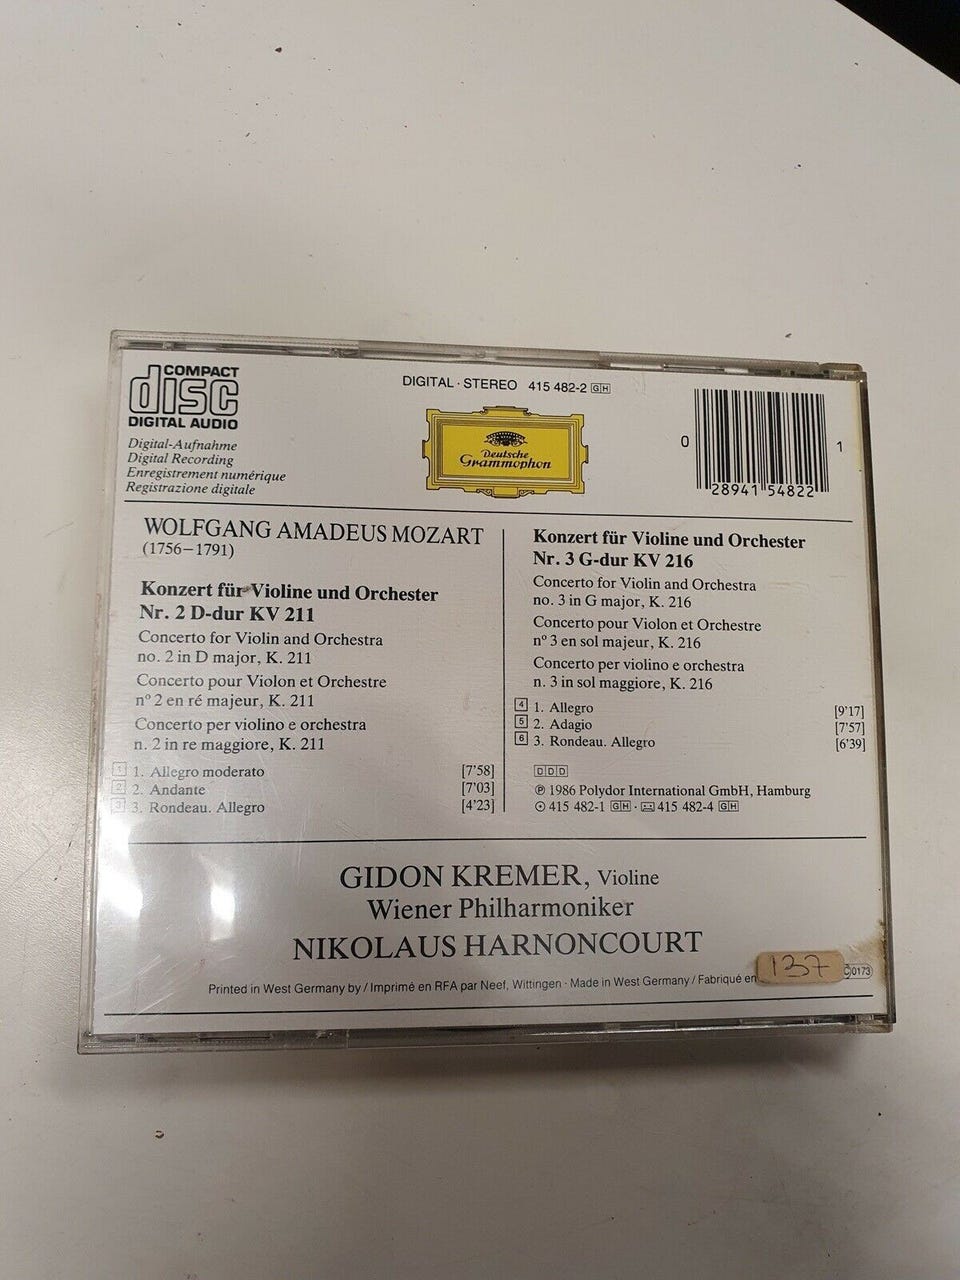 COMPACT
disc
DIGITAL AUDIO
Digital-Aufnahme
Digital Recording
Enregistrement numérique
Registrazione digitale
DIGITAL · STEREO 415 482-2 GH
Deutsche
Grammophon
0 28941 54822 1
WOLFGANG AMADEUS MOZART
(1756–1791)
Konzert für Violine und Orchester
Nr. 2 D-dur KV 211
Concerto for Violin and Orchestra
no. 2 in D major, K. 211
Concerto pour Violon et Orchestre
n° 2 en ré majeur, K. 211
Concerto per violino e orchestra
n. 2 in re maggiore, K. 211
1 1. Allegro moderato [7'58]
2 2. Andante [7'03]
3 3. Rondeau. Allegro [4'23]
Konzert für Violine und Orchester
Nr. 3 G-dur KV 216
Concerto for Violin and Orchestra
no. 3 in G major, K. 216
Concerto pour Violon et Orchestre
n° 3 en sol majeur, K. 216
Concerto per violino e orchestra
n. 3 in sol maggiore, K. 216
4 1. Allegro [9'17]
5 2. Adagio [7'57]
6 3. Rondeau. Allegro [6'39]
DDD
℗ 1986 Polydor International GmbH, Hamburg
415 482-1 GH · 415 482-4 GH
GIDON KREMER, Violine
Wiener Philharmoniker
NIKOLAUS HARNONCOURT
137
Printed in West Germany by / Imprimé en RFA par Neef, Wittingen · Made in West Germany / Fabriqué en 0173